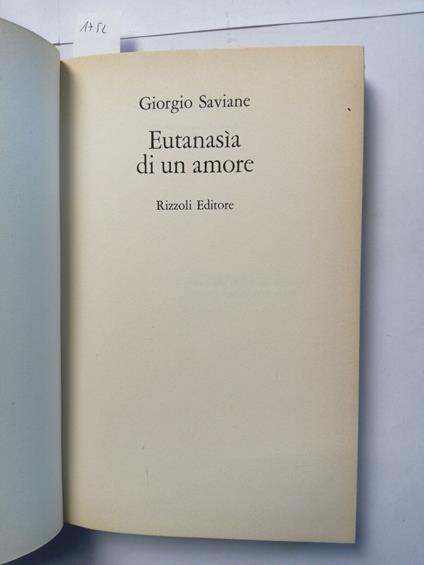 1752
Giorgio Saviane
Eutanasìa
di un amore
Rizzoli Editore